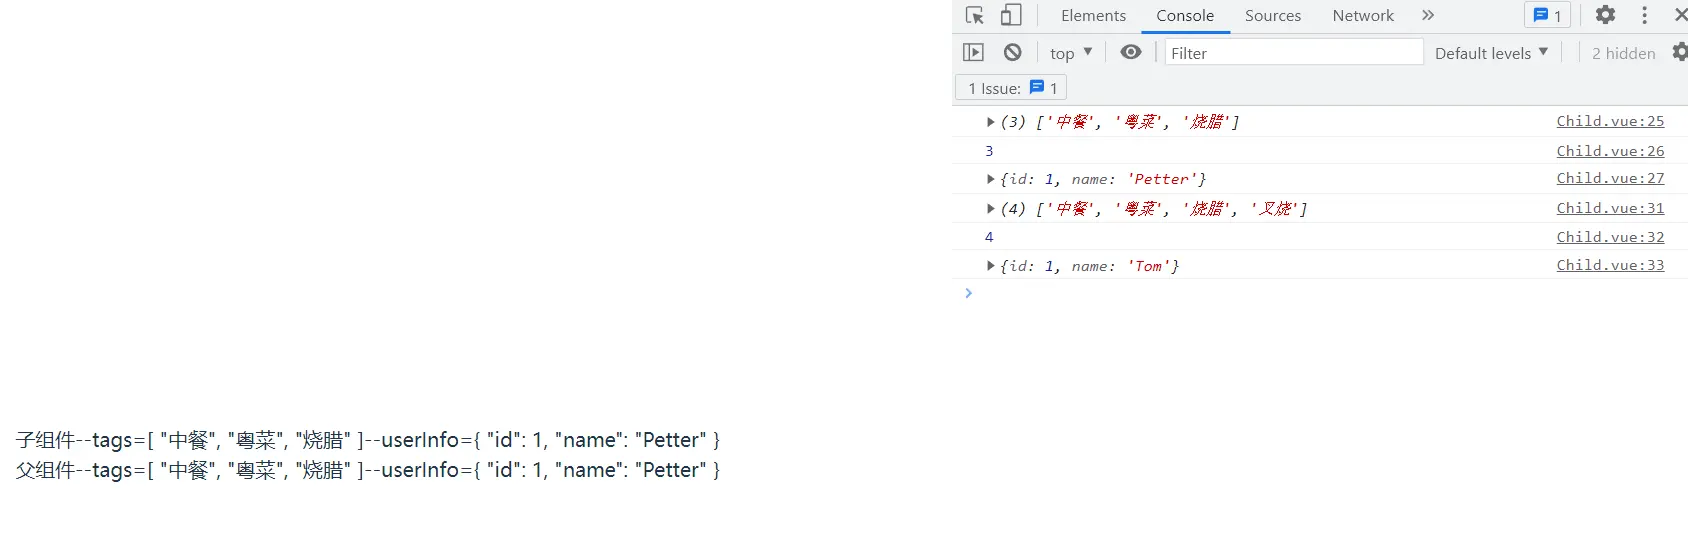 Elements Console Sources Network 1
top Filter Default levels 2 hidden
1 Issue: 1
(3) ['中餐', '粤菜', '烧腊'] Child.vue:25
3 Child.vue:26
{id: 1, name: 'Petter'} Child.vue:27
(4) ['中餐', '粤菜', '烧腊', '叉烧'] Child.vue:31
4 Child.vue:32
{id: 1, name: 'Tom'} Child.vue:33
子组件--tags=[ "中餐", "粤菜", "烧腊" ]--userInfo={ "id": 1, "name": "Petter" }
父组件--tags=[ "中餐", "粤菜", "烧腊" ]--userInfo={ "id": 1, "name": "Petter" }